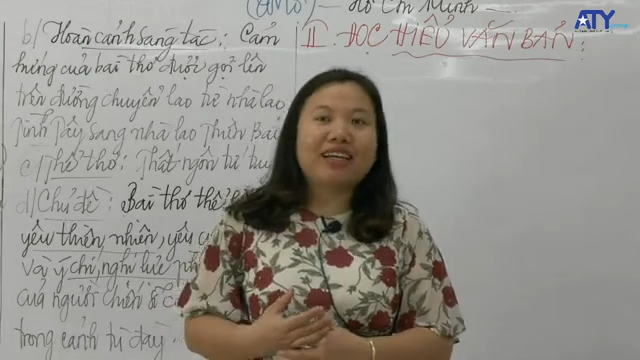 (Mộ) – Hồ Chí Minh –
b/ Hoàn cảnh sáng tác: Cảm
hứng của bài thơ được gợi lên
trên đường chuyển lao từ nhà lao
Tĩnh Tây sang nhà lao Thiên Bảo
c/ Thể thơ: Thất ngôn tứ tuyệt
d/ Chủ đề: Bài thơ thể
yêu thiên nhiên, yêu
và ý chí, nghị lực
của người chiến sĩ
trong cảnh tù đày
II. ĐỌC HIỂU VĂN BẢN:
ATY